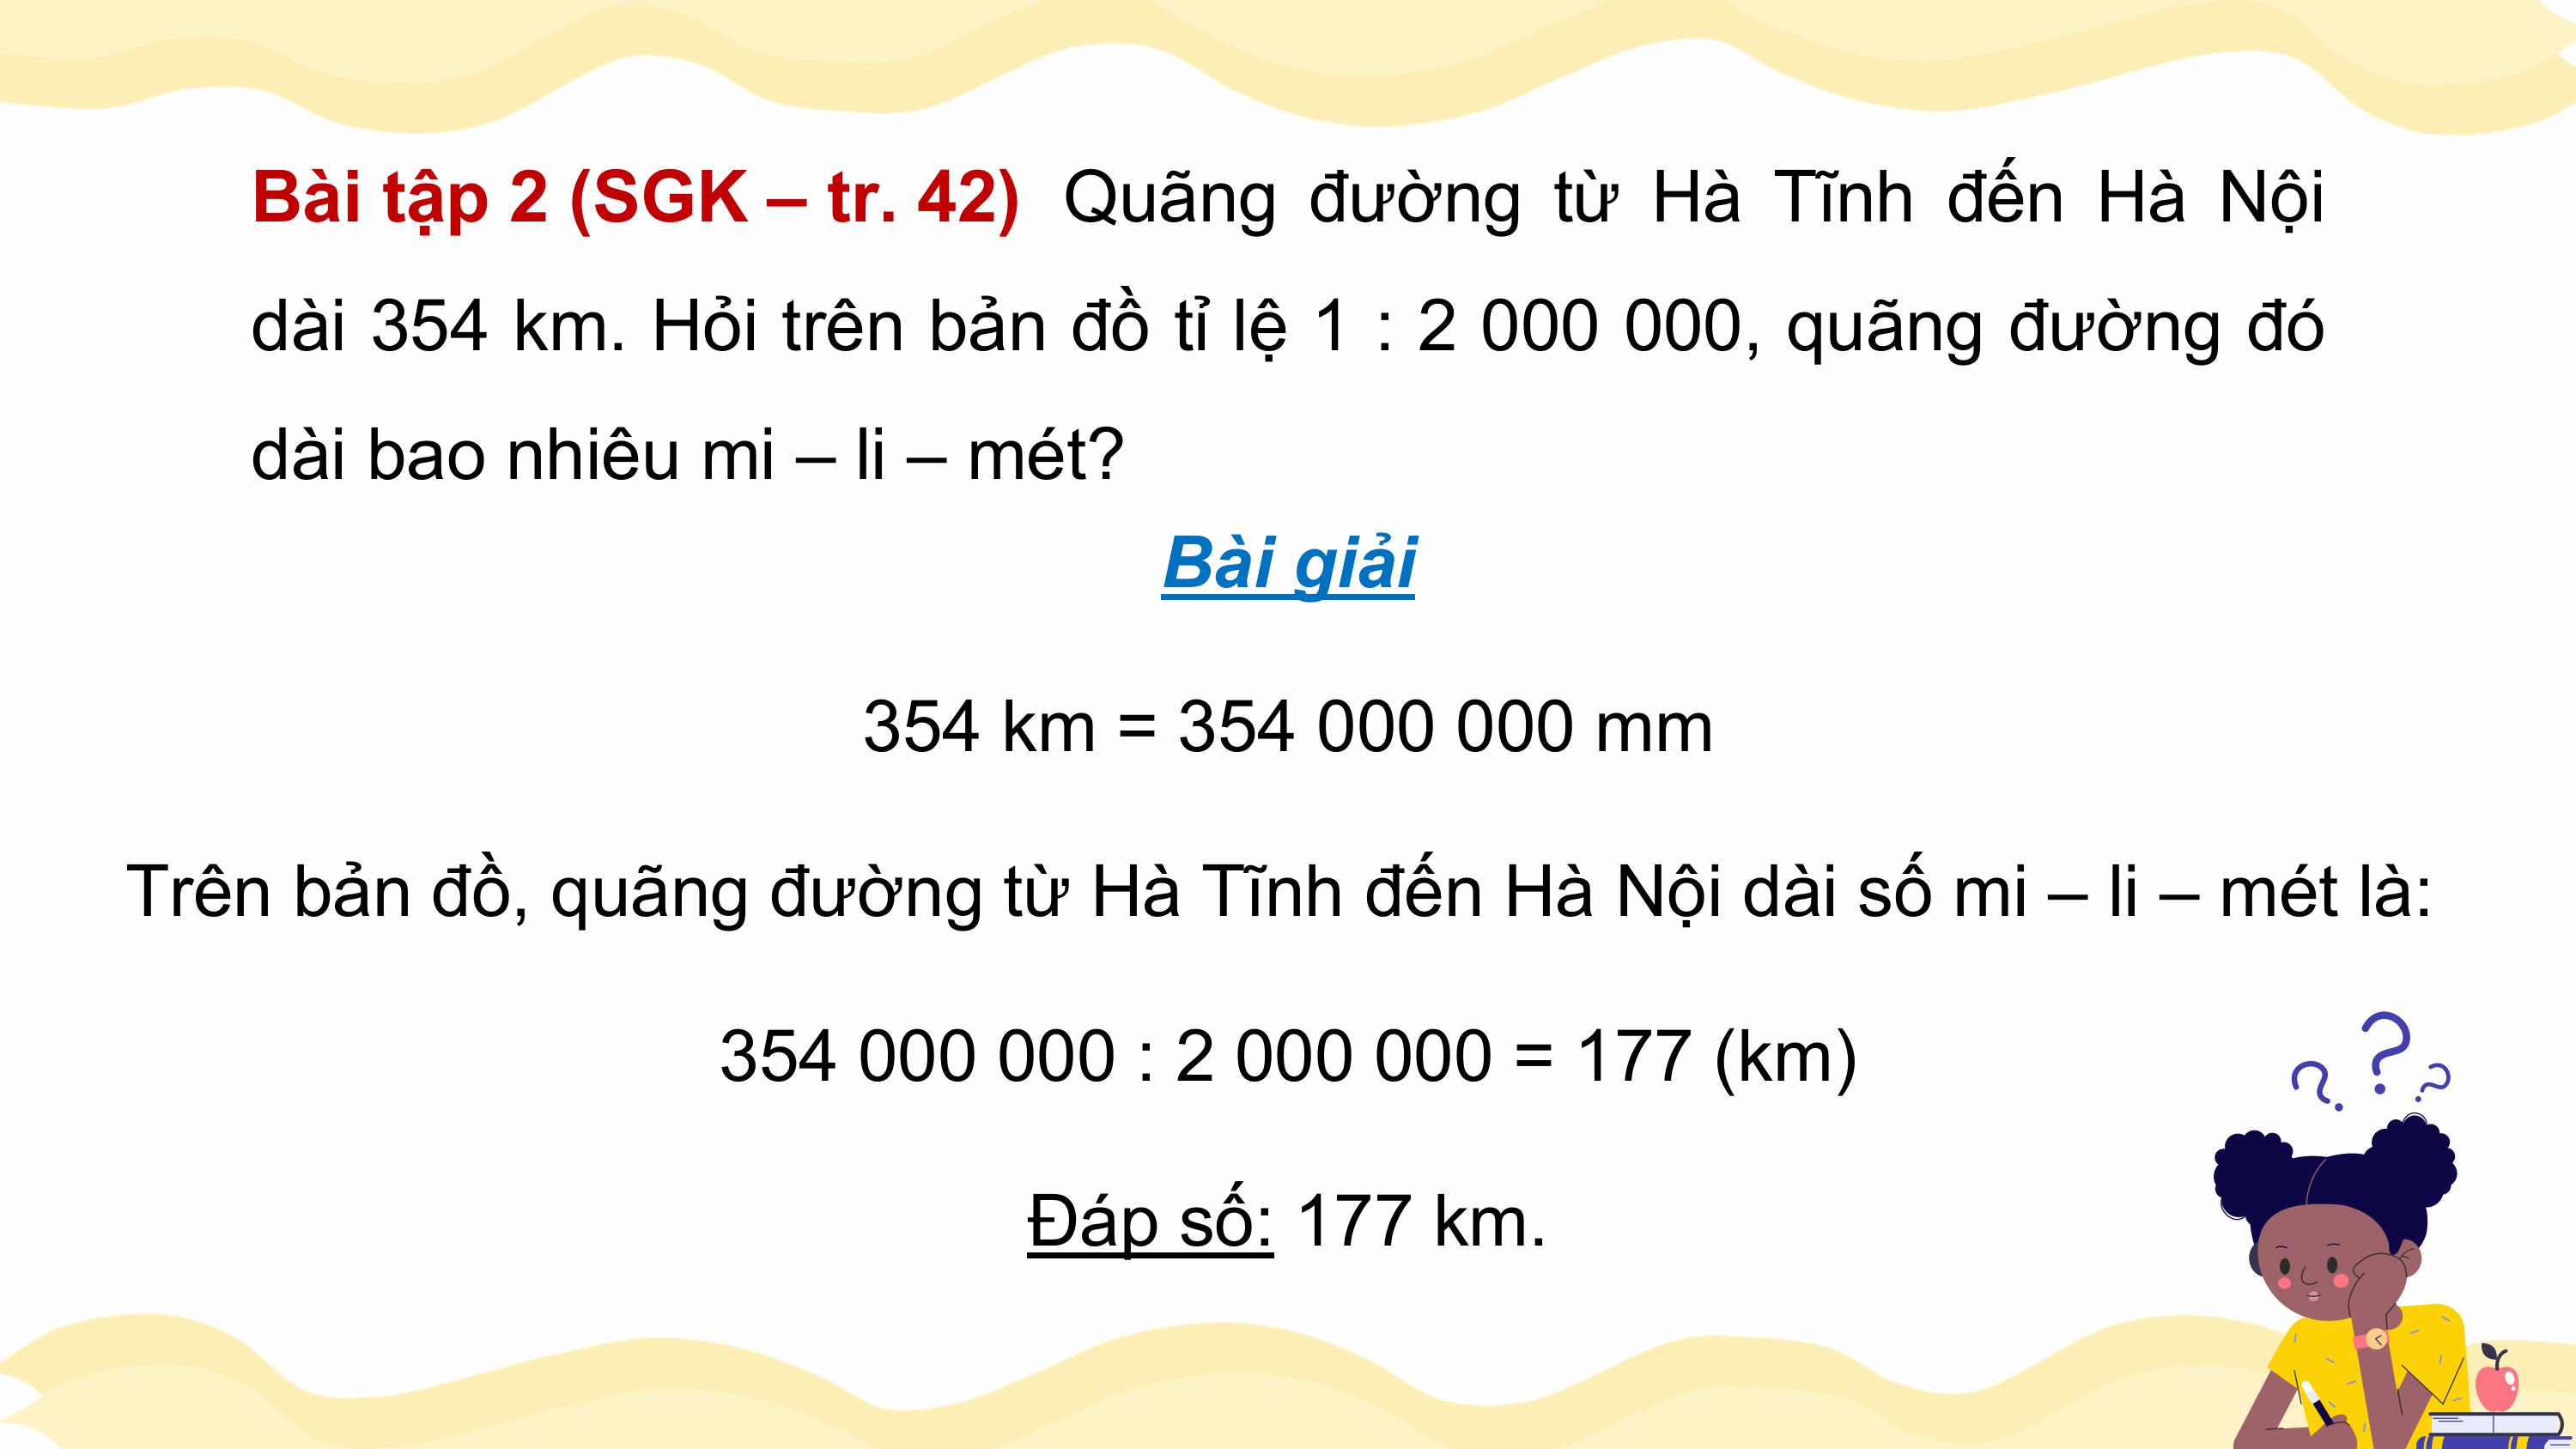 Bài tập 2 (SGK – tr. 42) Quãng đường từ Hà Tĩnh đến Hà Nội
dài 354 km. Hỏi trên bản đồ tỉ lệ 1 : 2 000 000, quãng đường đó
dài bao nhiêu mi – li – mét?
Bài giải
354 km = 354 000 000 mm
Trên bản đồ, quãng đường từ Hà Tĩnh đến Hà Nội dài số mi – li – mét là:
354 000 000 : 2 000 000 = 177 (km)
Đáp số: 177 km.